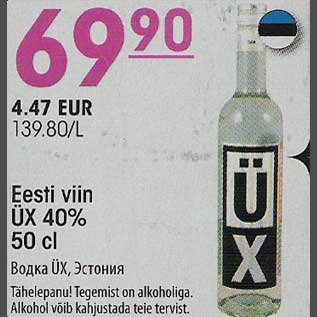 69 90
4.47 EUR
139.80/L
Eesti viin
ÜX 40%
50 cl
Водка ÜX, Эстония
Tähelepanu! Tegemist on alkoholiga.
Alkohol võib kahjustada teie tervist.
ÜX